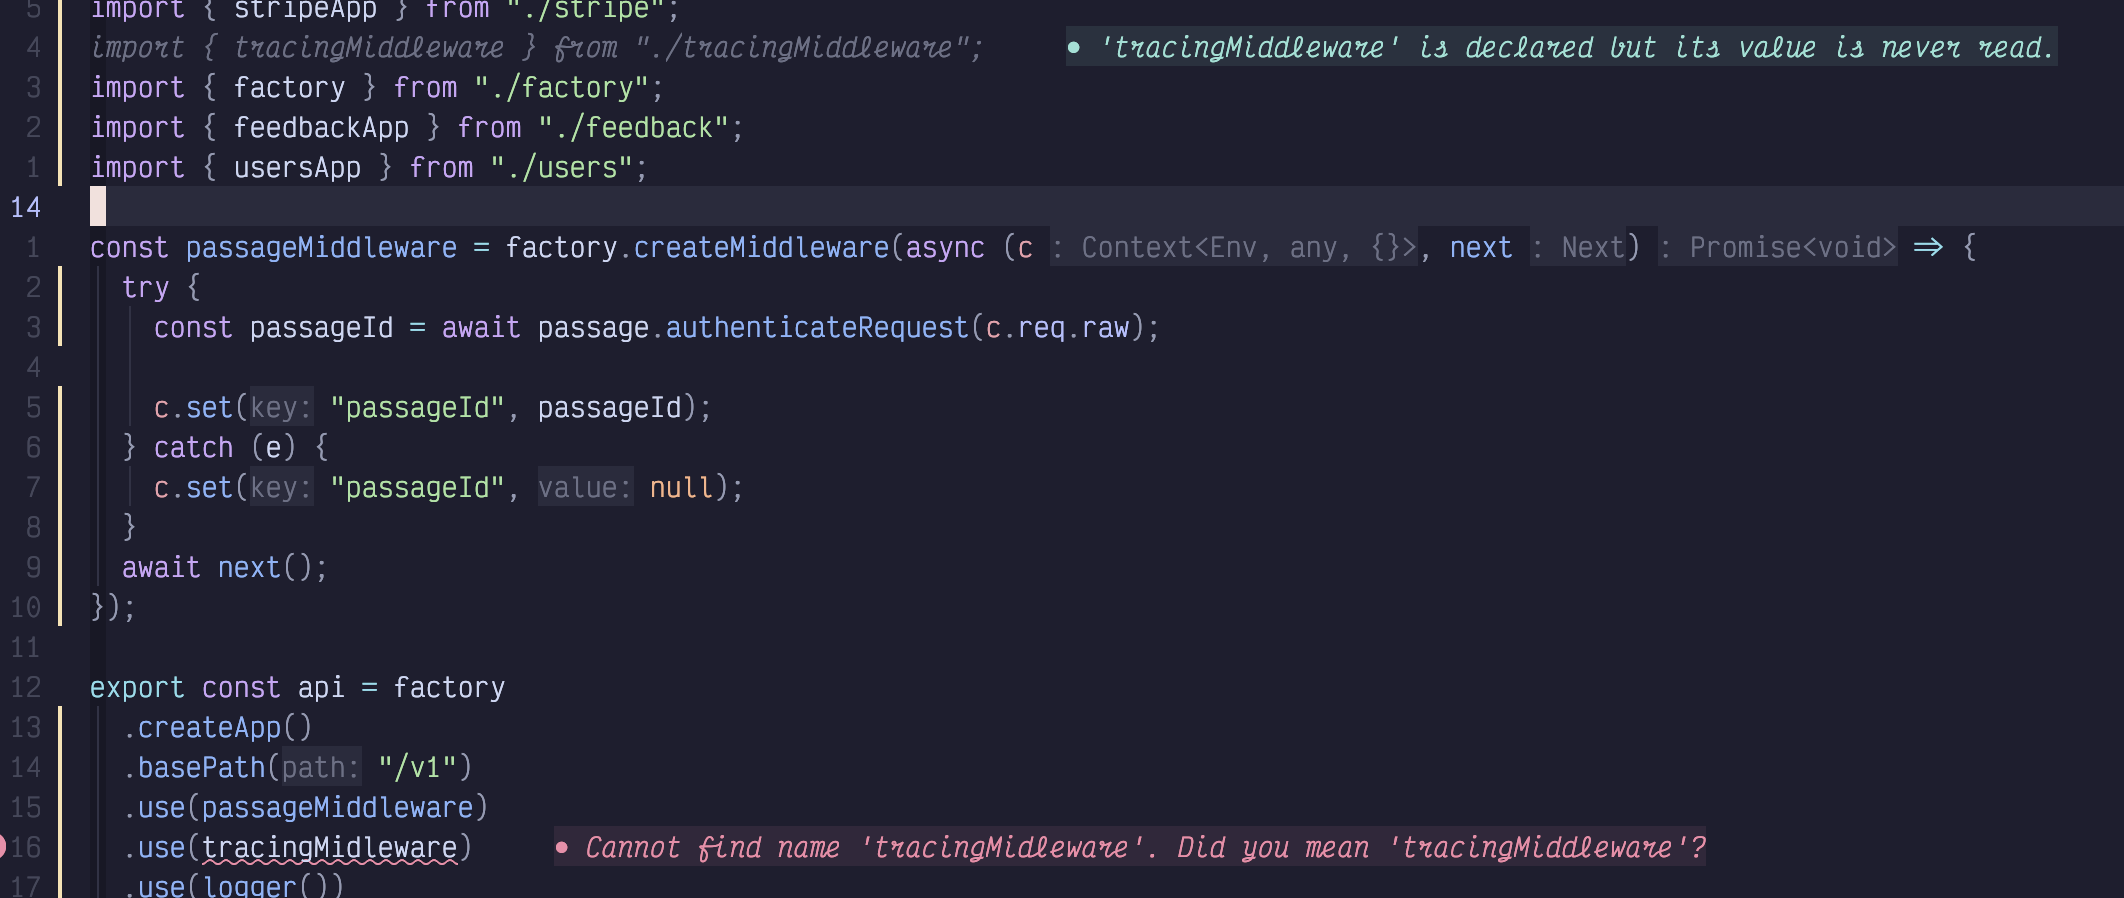 5 import { stripeApp } from "./stripe";
4 import { tracingMiddleware } from "./tracingMiddleware"; ● 'tracingMiddleware' is declared but its value is never read.
3 import { factory } from "./factory";
2 import { feedbackApp } from "./feedback";
1 import { usersApp } from "./users";
14
1 const passageMiddleware = factory.createMiddleware(async (c : Context<Env, any, {}>, next : Next) : Promise<void> => {
2 try {
3 const passageId = await passage.authenticateRequest(c.req.raw);
4
5 c.set(key: "passageId", passageId);
6 } catch (e) {
7 c.set(key: "passageId", value: null);
8 }
9 await next();
10 });
11
12 export const api = factory
13 .createApp()
14 .basePath(path: "/v1")
15 .use(passageMiddleware)
16 .use(tracingMidleware) ● Cannot find name 'tracingMidleware'. Did you mean 'tracingMiddleware'?
17 .use(logger())